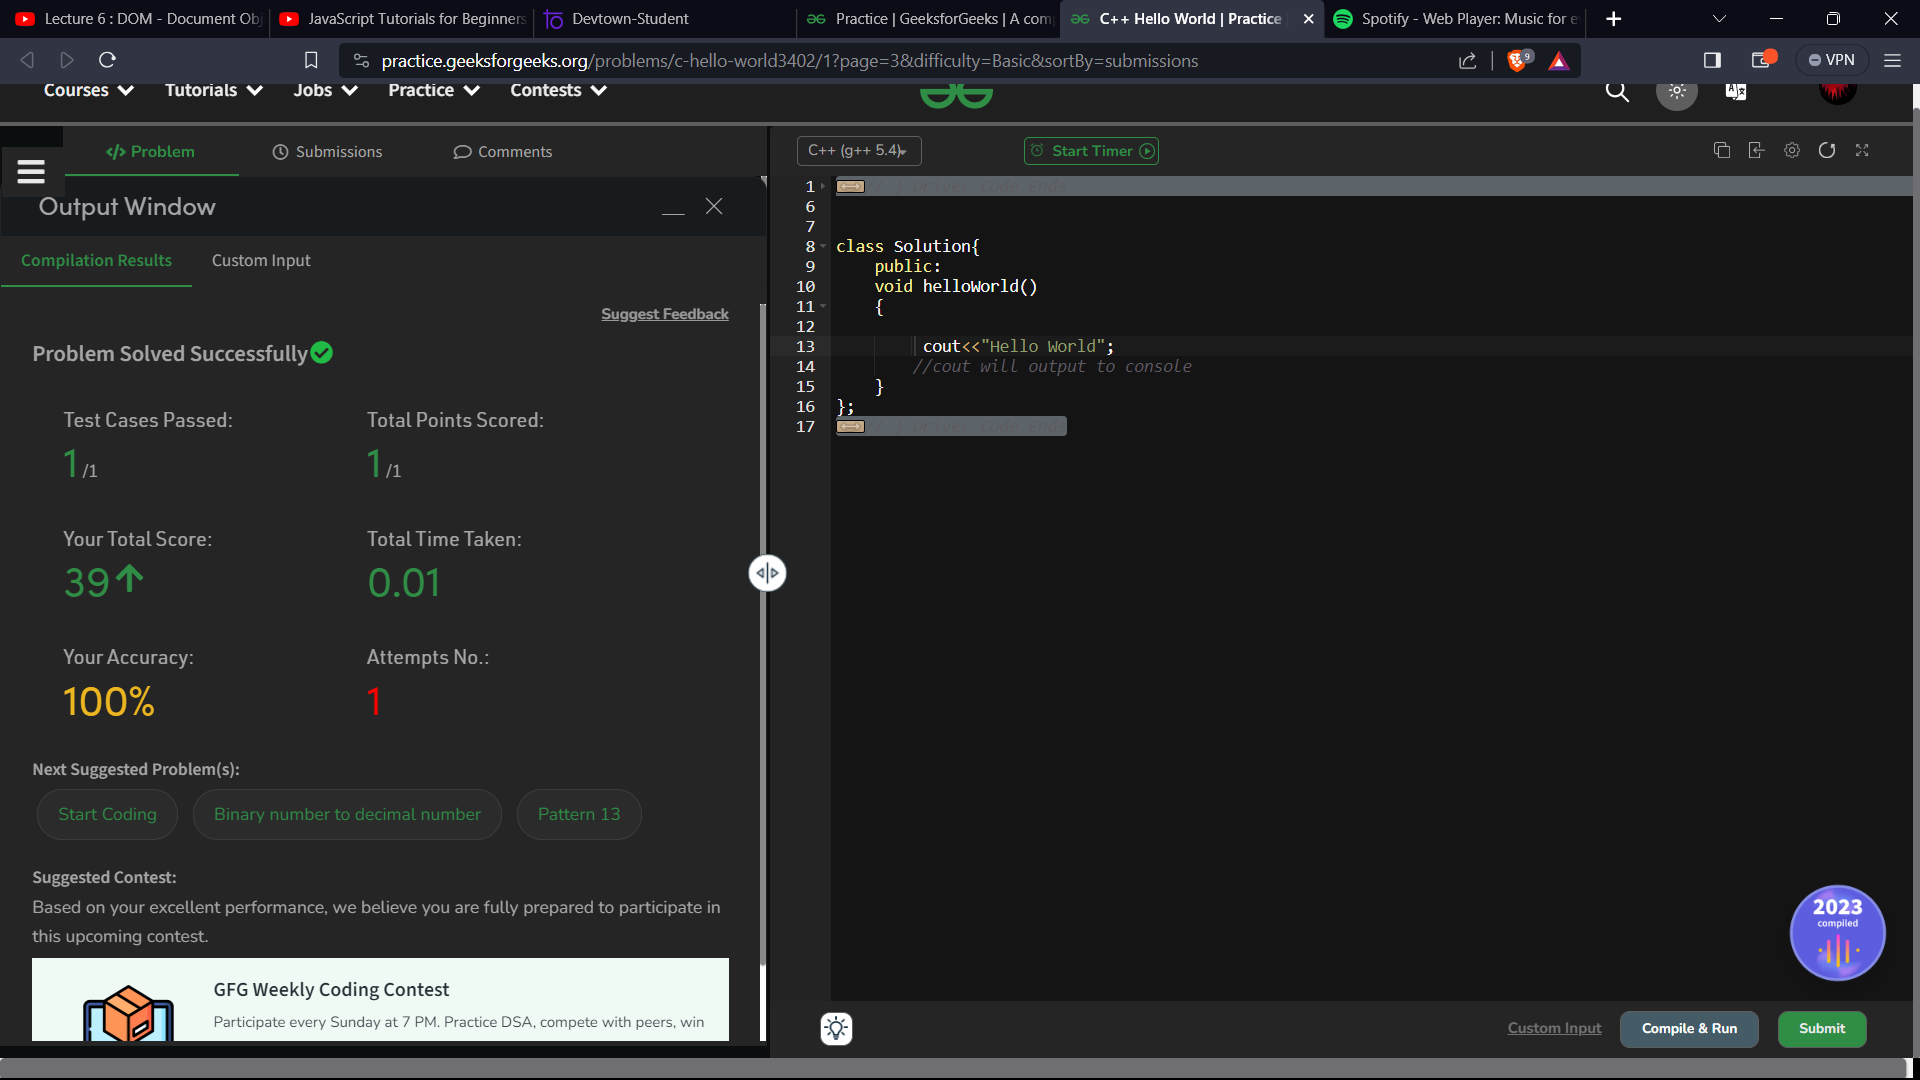 Lecture 6 : DOM - Document Obj
JavaScript Tutorials for Beginners
Devtown-Student
Practice | GeeksforGeeks | A com
C++ Hello World | Practice
Spotify - Web Player: Music for e
practice.geeksforgeeks.org/problems/c-hello-world3402/1?page=3&difficulty=Basic&sortBy=submissions
9
VPN
Courses
Tutorials
Jobs
Practice
Contests
</> Problem
Submissions
Comments
C++ (g++ 5.4)
Start Timer
Output Window
Compilation Results
Custom Input
Suggest Feedback
Problem Solved Successfully
Test Cases Passed:
Total Points Scored:
1 /1
1 /1
Your Total Score:
Total Time Taken:
39
0.01
Your Accuracy:
Attempts No.:
100%
1
Next Suggested Problem(s):
Start Coding
Binary number to decimal number
Pattern 13
Suggested Contest:
Based on your excellent performance, we believe you are fully prepared to participate in
this upcoming contest.
GFG Weekly Coding Contest
Participate every Sunday at 7 PM. Practice DSA, compete with peers, win
1 // } Driver Code Ends
6
7
8 class Solution{
9 public:
10 void helloWorld()
11 {
12
13 cout<<"Hello World";
14 //cout will output to console
15 }
16 };
17 // } Driver Code Ends
2023
compiled
Custom Input
Compile & Run
Submit